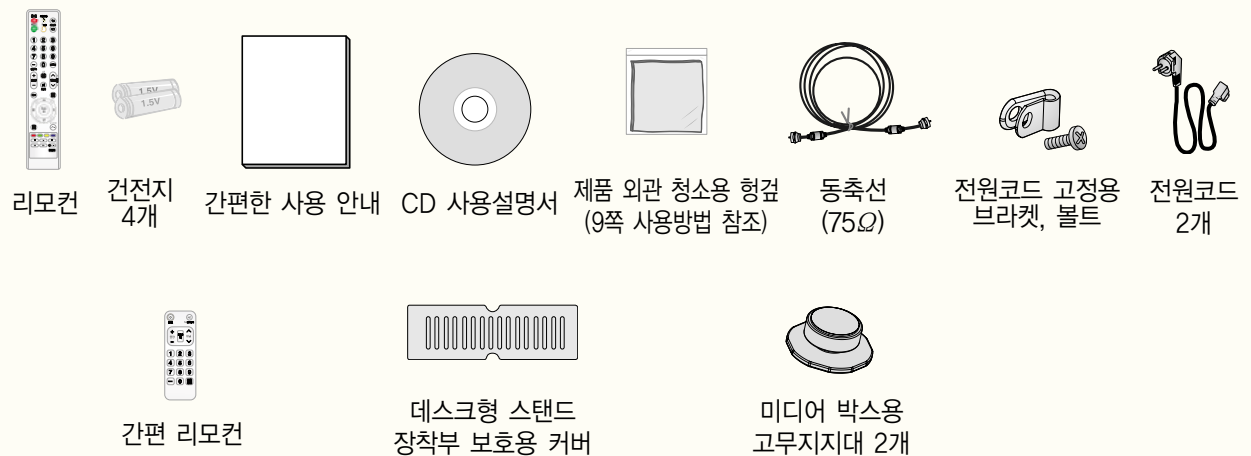 1.5V
1.5V
리모컨
건전지
4개
간편한 사용 안내
CD 사용설명서
제품 외관 청소용 헝겊
(9쪽 사용방법 참조)
동축선
(75Ω)
전원코드 고정용
브라켓, 볼트
전원코드
2개
간편 리모컨
데스크형 스탠드
장착부 보호용 커버
미디어 박스용
고무지지대 2개